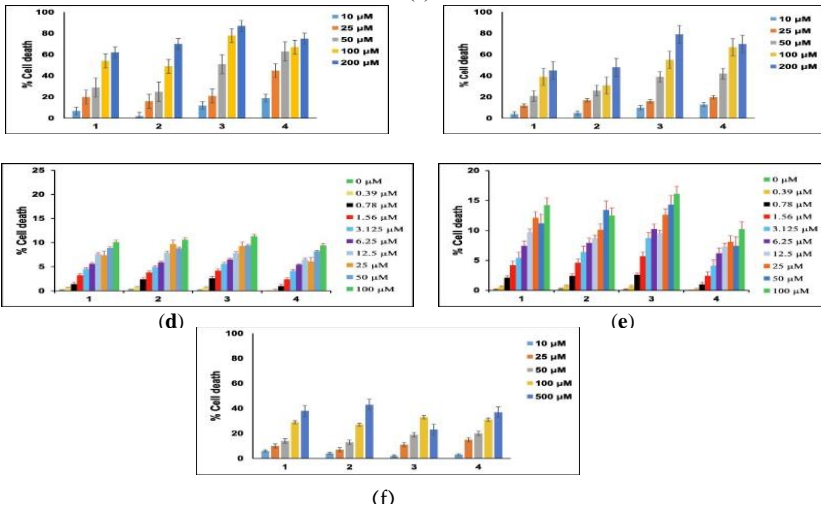 100
80
60
40
20
0
% Cell death
1 2 3 4
10 µM
25 µM
50 µM
100 µM
200 µM
100
80
60
40
20
0
% Cell death
1 2 3 4
10 µM
25 µM
50 µM
100 µM
200 µM
25
20
15
10
5
0
% Cell death
1 2 3 4
0 µM
0.39 µM
0.78 µM
1.56 µM
3.125 µM
6.25 µM
12.5 µM
25 µM
50 µM
100 µM
(d)
20
15
10
5
0
% Cell death
1 2 3 4
0 µM
0.39 µM
0.78 µM
1.56 µM
3.125 µM
6.25 µM
12.5 µM
25 µM
50 µM
100 µM
(e)
100
80
60
40
20
0
% Cell death
1 2 3 4
10 µM
25 µM
50 µM
100 µM
500 µM
(f)